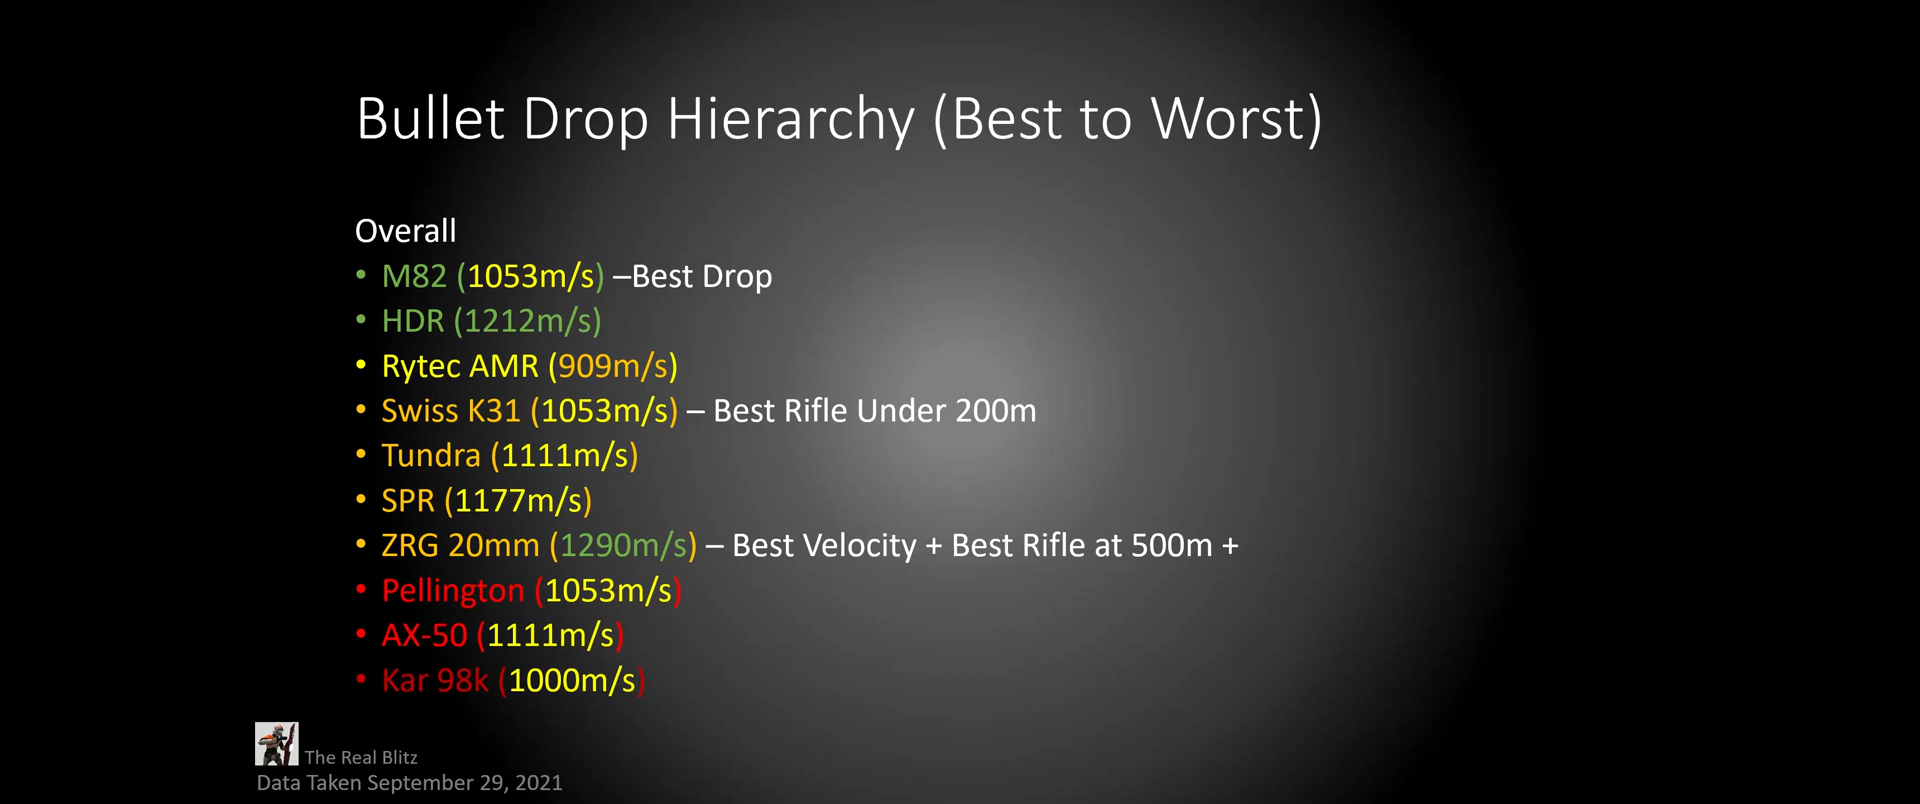 Bullet Drop Hierarchy (Best to Worst)
Overall
• M82 (1053m/s) –Best Drop
• HDR (1212m/s)
• Rytec AMR (909m/s)
• Swiss K31 (1053m/s) – Best Rifle Under 200m
• Tundra (1111m/s)
• SPR (1177m/s)
• ZRG 20mm (1290m/s) – Best Velocity + Best Rifle at 500m +
• Pellington (1053m/s)
• AX-50 (1111m/s)
• Kar 98k (1000m/s)
The Real Blitz
Data Taken September 29, 2021